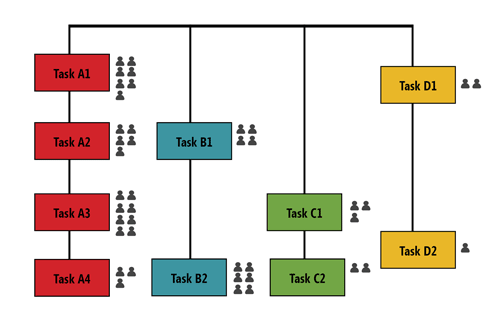 Task A1
Task D1
Task A2
Task B1
Task A3
Task C1
Task D2
Task A4
Task B2
Task C2